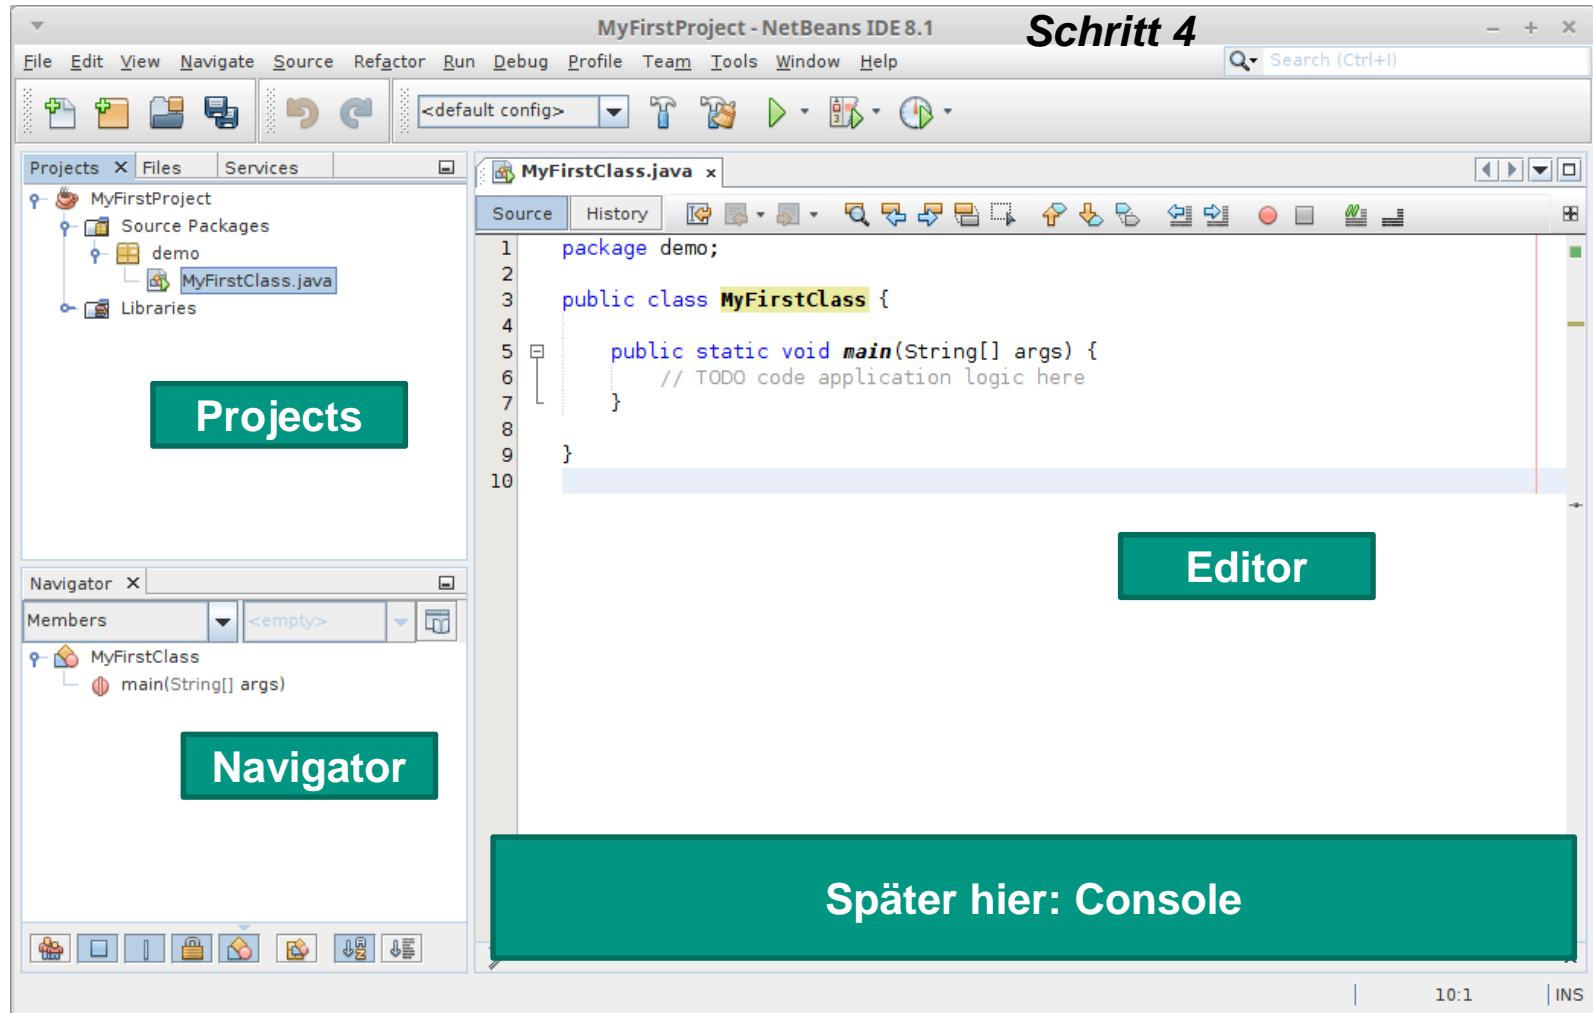 MyFirstProject - NetBeans IDE 8.1
Schritt 4
File Edit View Navigate Source Refactor Run Debug Profile Team Tools Window Help
Search (Ctrl+I)
<default config>
Projects Files Services
MyFirstClass.java
MyFirstProject
Source Packages
demo
MyFirstClass.java
Libraries
Projects
Source History
1 package demo;
2
3 public class MyFirstClass {
4
5 public static void main(String[] args) {
6 // TODO code application logic here
7 }
8
9 }
10
Editor
Navigator
Members <empty>
MyFirstClass
main(String[] args)
Navigator
Später hier: Console
10:1 INS